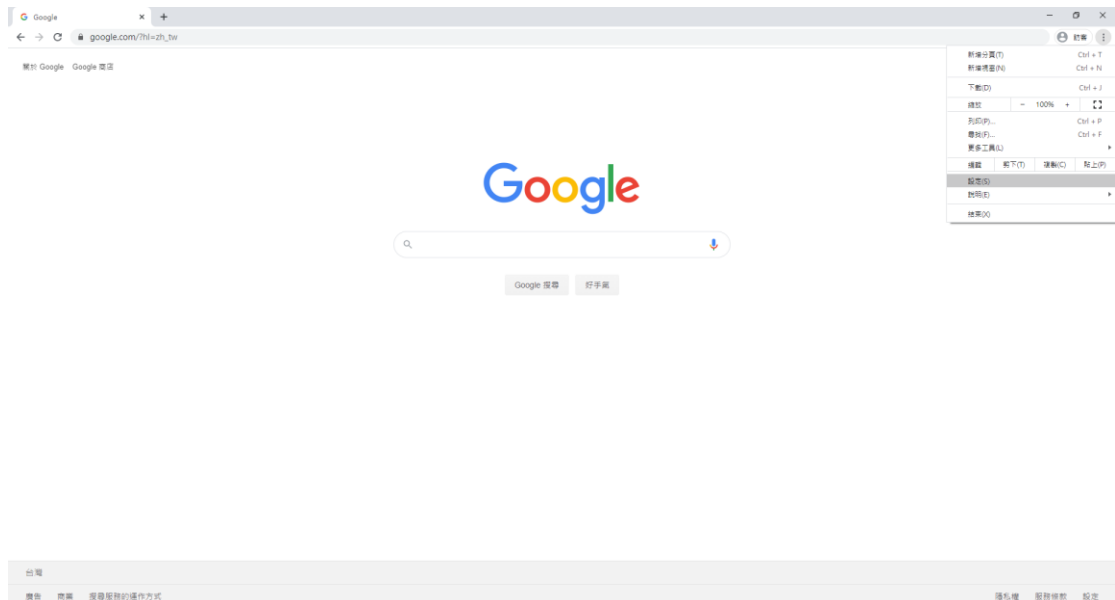 Google
google.com/?hl=zh_tw
訪客
關於 Google Google 商店
新增分頁(T) Ctrl + T
新增視窗(N) Ctrl + N
下載(D) Ctrl + J
縮放 - 100% +
列印(P)... Ctrl + P
尋找(F)... Ctrl + F
更多工具(L)
編輯 剪下(T) 複製(C) 貼上(P)
設定(S)
說明(E)
結束(X)
Google
Google 搜尋 好手氣
台灣
廣告 商業 搜尋服務的運作方式
隱私權 服務條款 設定